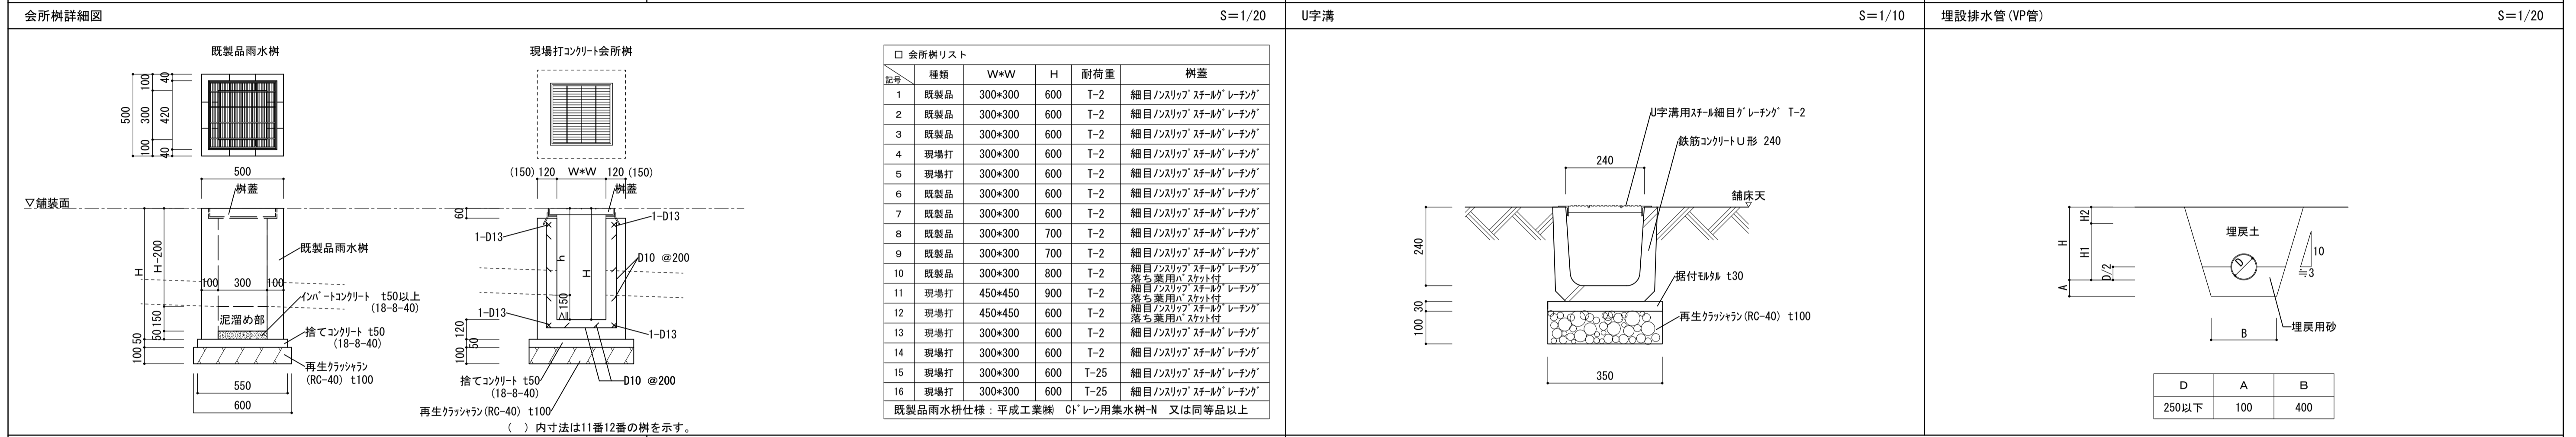 会所桝詳細図 S＝1/20
既製品雨水桝
100
300
100
500
40
420
40
500
桝蓋
▽舗装面
H
H-200
既製品雨水桝
100 300 100
インバートコンクリート t50以上
(18-8-40)
泥溜め部
150
50
50
100
捨てコンクリート t50
(18-8-40)
再生クラッシャラン
(RC-40) t100
550
600
現場打コンクリート会所桝
(150) 120 W*W 120 (150)
桝蓋
60
1-D13
1-D13
h
H
D10 @200
≧150
1-D13
1-D13
120
50
100
捨てコンクリート t50
(18-8-40)
D10 @200
再生クラッシャラン(RC-40) t100
（ ）内寸法は11番12番の桝を示す。
□ 会所桝リスト
記号 種類 W*W H 耐荷重 桝蓋
1 既製品 300*300 600 T-2 細目ノンスリップスチールグレーチング
2 既製品 300*300 600 T-2 細目ノンスリップスチールグレーチング
3 既製品 300*300 600 T-2 細目ノンスリップスチールグレーチング
4 現場打 300*300 600 T-2 細目ノンスリップスチールグレーチング
5 現場打 300*300 600 T-2 細目ノンスリップスチールグレーチング
6 既製品 300*300 600 T-2 細目ノンスリップスチールグレーチング
7 既製品 300*300 600 T-2 細目ノンスリップスチールグレーチング
8 既製品 300*300 700 T-2 細目ノンスリップスチールグレーチング
9 既製品 300*300 700 T-2 細目ノンスリップスチールグレーチング
10 既製品 300*300 800 T-2 細目ノンスリップスチールグレーチング
落ち葉用バスケット付
11 現場打 450*450 900 T-2 細目ノンスリップスチールグレーチング
落ち葉用バスケット付
12 現場打 450*450 600 T-2 細目ノンスリップスチールグレーチング
落ち葉用バスケット付
13 現場打 300*300 600 T-2 細目ノンスリップスチールグレーチング
14 現場打 300*300 600 T-2 細目ノンスリップスチールグレーチング
15 現場打 300*300 600 T-25 細目ノンスリップスチールグレーチング
16 現場打 300*300 600 T-25 細目ノンスリップスチールグレーチング
既製品雨水枡仕様：平成工業㈱ Cドレーン用集水桝-N 又は同等品以上
U字溝 S＝1/10
U字溝用スチール細目グレーチング T-2
鉄筋コンクリートU形 240
240
舗床天
▽
240
据付モルタル t30
30
100
再生クラッシャラン(RC-40) t100
350
埋設排水管(VP管) S＝1/20
H
H2
H1
D/2
A
埋戻土
D
10
≒3
埋戻用砂
B
D A B
250以下 100 400